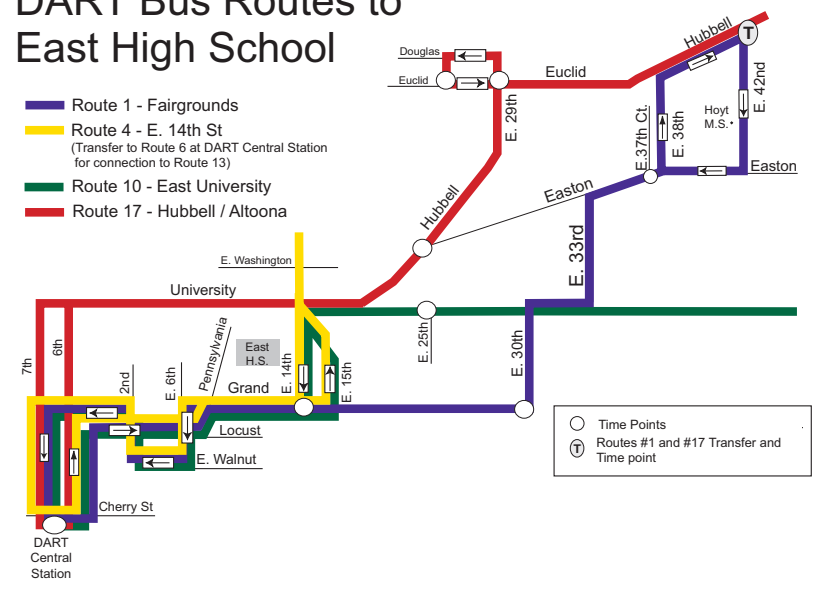 DART Bus Routes to
East High School
Route 1 - Fairgrounds
Route 4 - E. 14th St
(Transfer to Route 6 at DART Central Station
for connection to Route 13)
Route 10 - East University
Route 17 - Hubbell / Altoona
Douglas
Euclid
Euclid
E. 29th
Hubbell
Hubbell
T
E. 42nd
Hoyt
M.S.
E.37th Ct.
E. 38th
Easton
Easton
E. 33rd
E. Washington
University
7th
6th
2nd
E. 6th
Pennsylvania
East
H.S.
E. 14th
E. 15th
E. 25th
E. 30th
Grand
Locust
E. Walnut
Cherry St
DART
Central
Station
Time Points
T
Routes #1 and #17 Transfer and
Time point